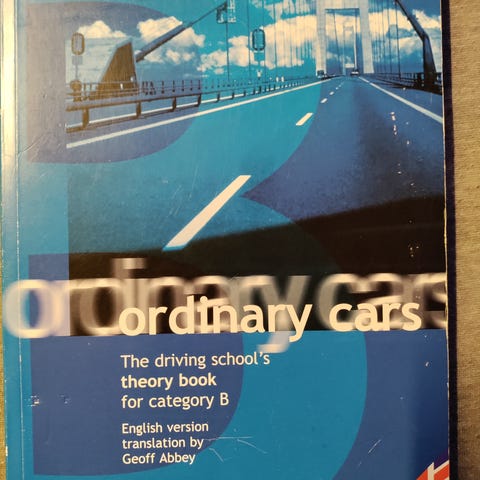 ordinary cars
ordinary cars
The driving school's
theory book
for category B
English version
translation by
Geoff Abbey
B